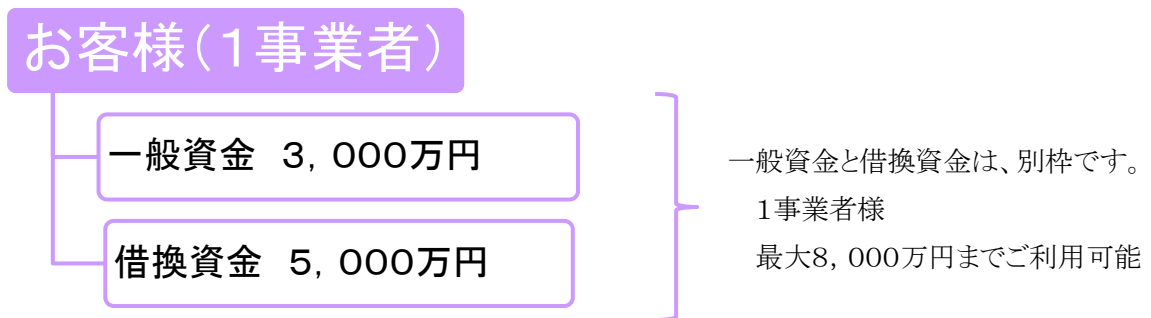 お客様（１事業者）
一般資金　３，０００万円
借換資金　５，０００万円
一般資金と借換資金は、別枠です。
１事業者様
最大８，０００万円までご利用可能